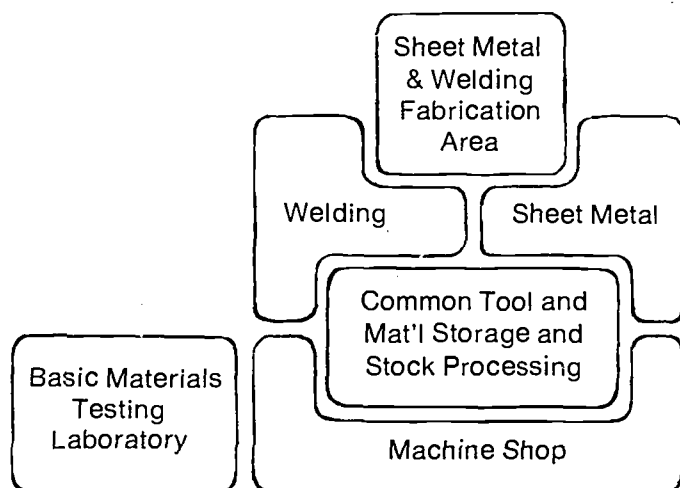 Sheet Metal
& Welding
Fabrication
Area
Welding
Sheet Metal
Common Tool and
Mat'l Storage and
Stock Processing
Basic Materials
Testing
Laboratory
Machine Shop